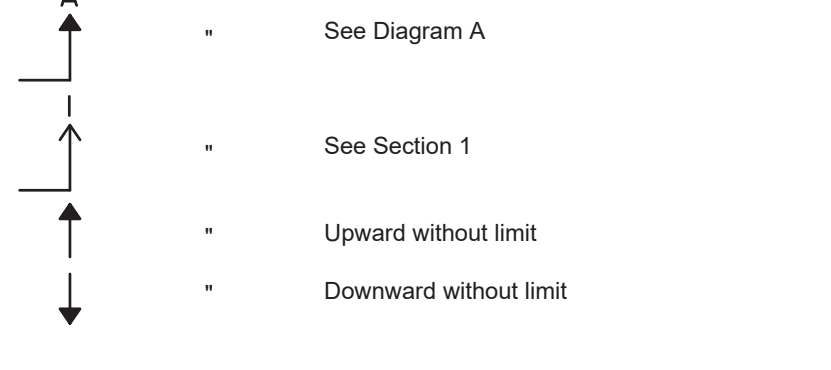 A
" See Diagram A
" See Section 1
" Upward without limit
" Downward without limit